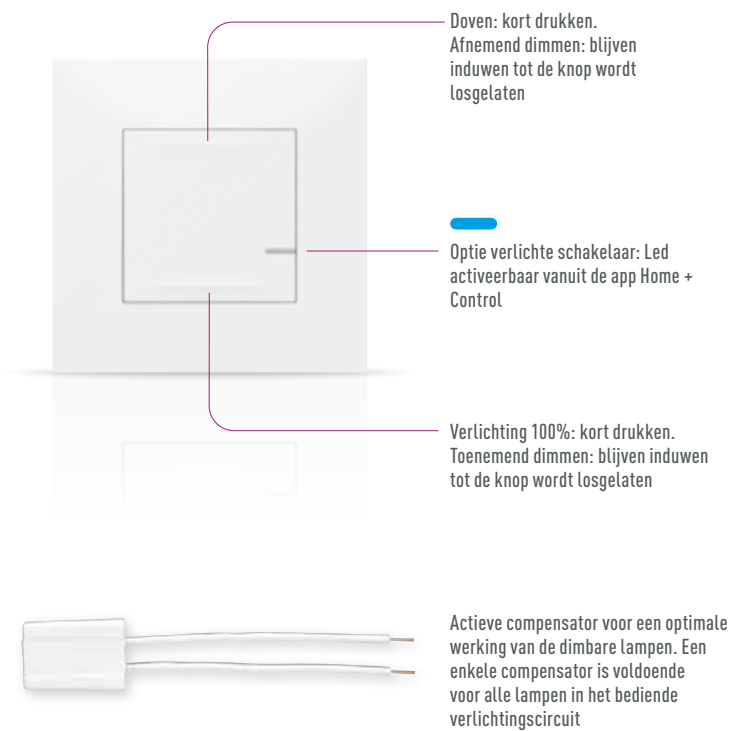 Doven: kort drukken.
Afnemend dimmen: blijven
induwen tot de knop wordt
losgelaten
Optie verlichte schakelaar: Led
activeerbaar vanuit de app Home +
Control
Verlichting 100%: kort drukken.
Toenemend dimmen: blijven induwen
tot de knop wordt losgelaten
Actieve compensator voor een optimale
werking van de dimbare lampen. Een
enkele compensator is voldoende
voor alle lampen in het bediende
verlichtingscircuit